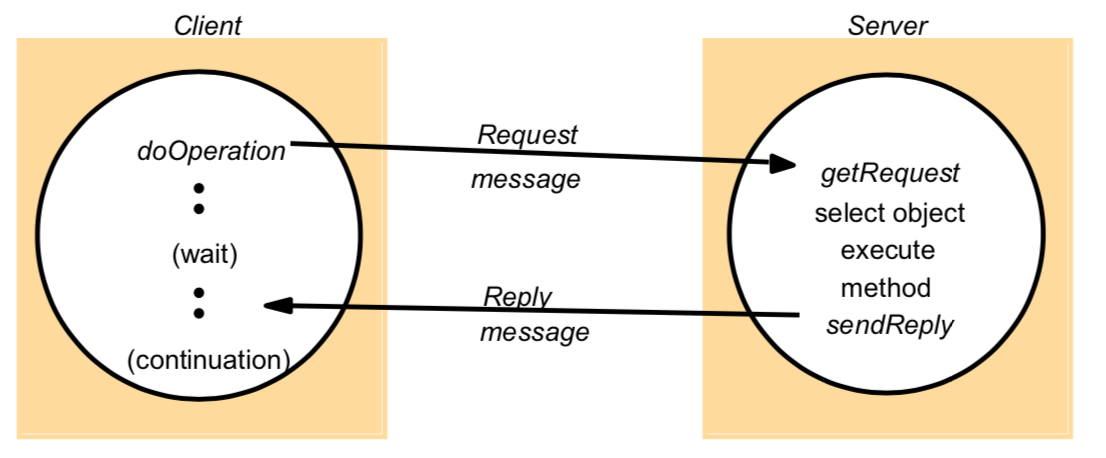 Client
Server
doOperation
(wait)
(continuation)
Request
message
Reply
message
getRequest
select object
execute
method
sendReply